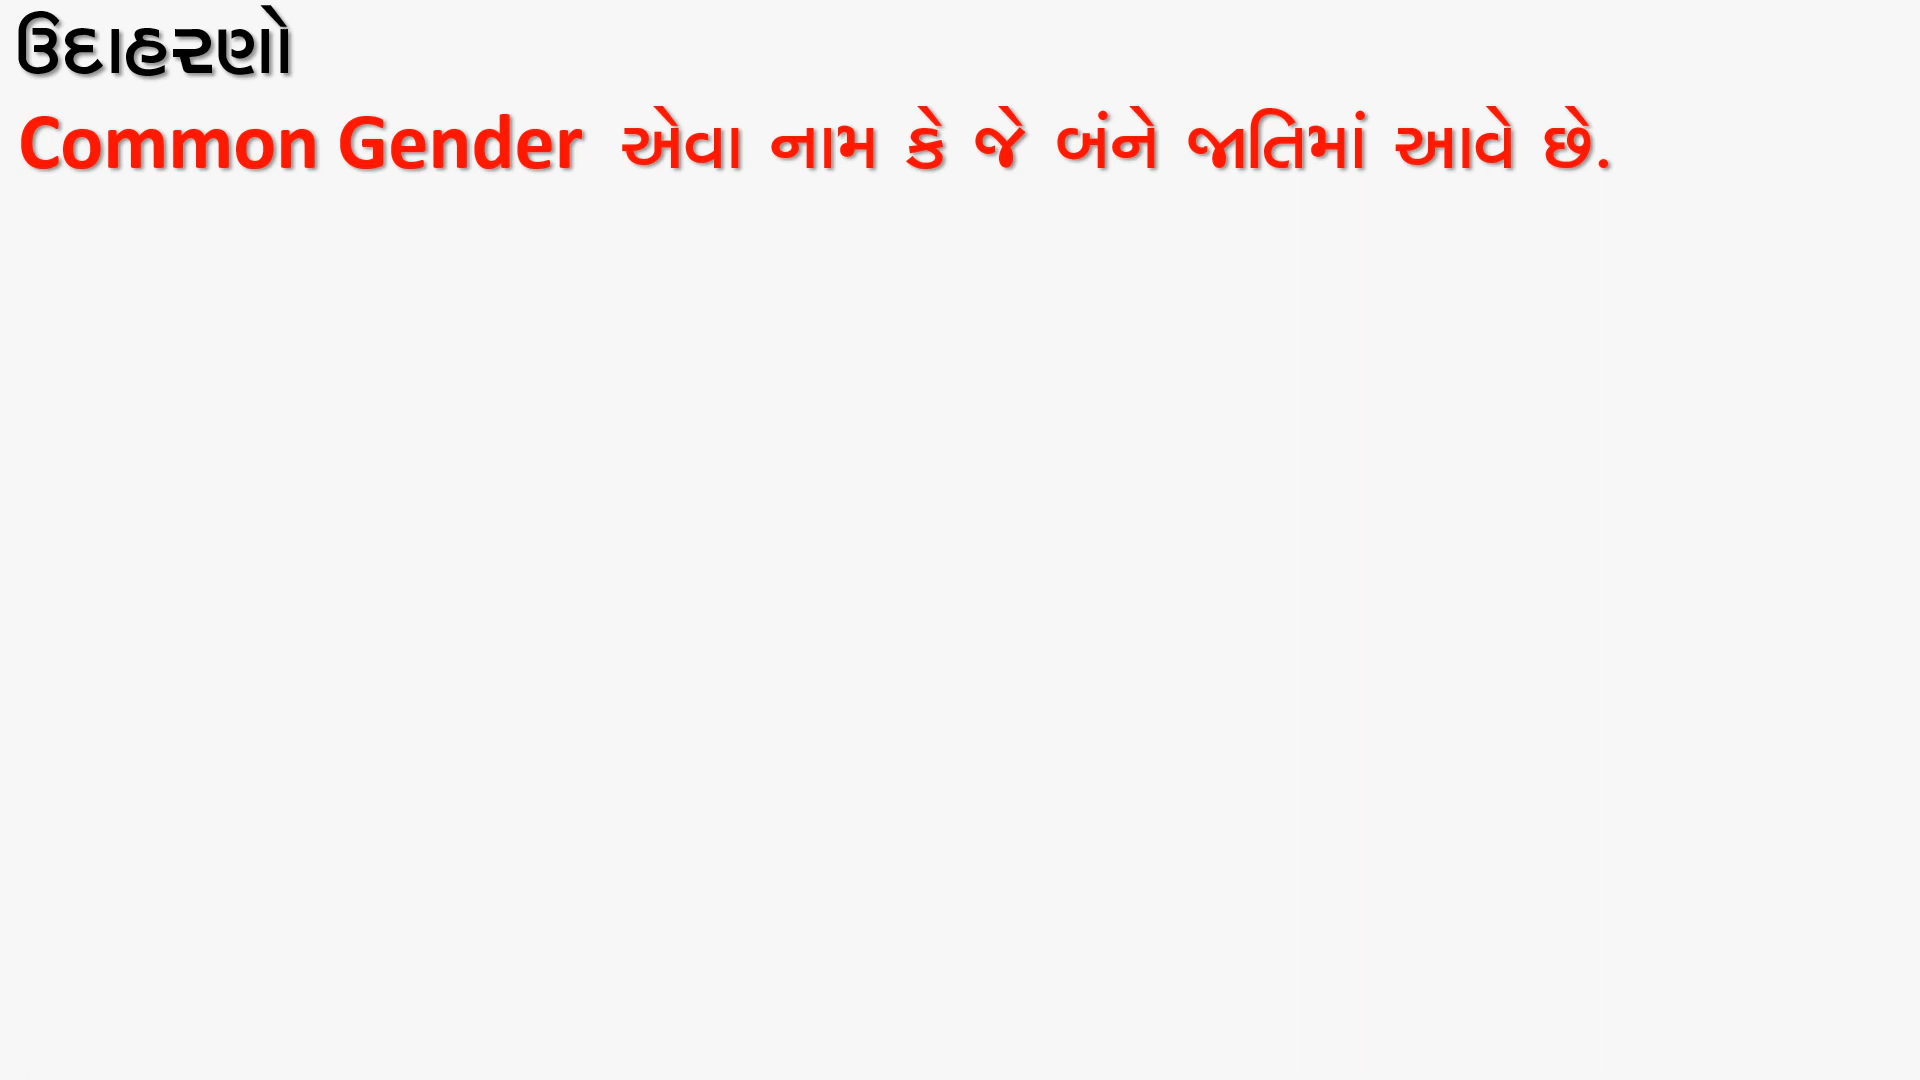 ઉદાહરણો
Common Gender એવા નામ કે જે બંને જાતિમાં આવે છે.